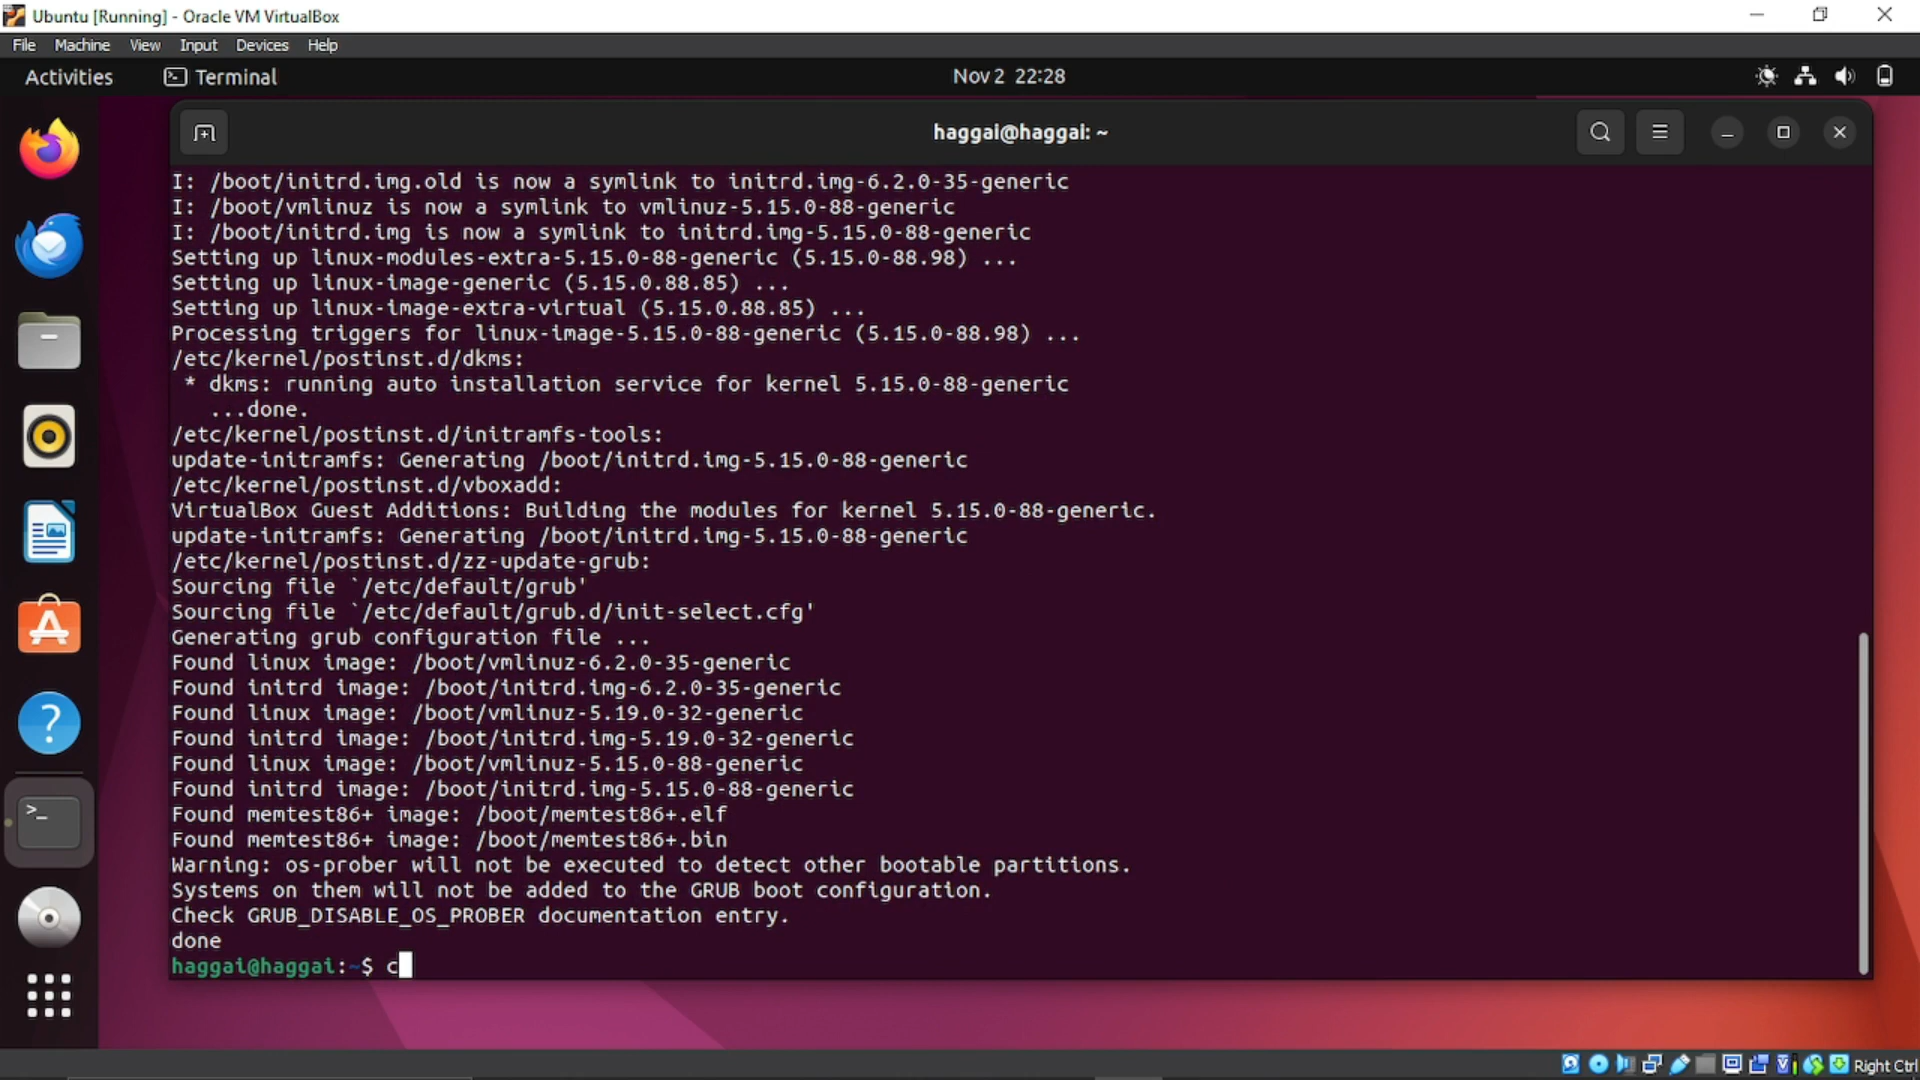 Ubuntu [Running] - Oracle VM VirtualBox
File Machine View Input Devices Help
Activities Terminal Nov 2 22:28
haggai@haggai: ~
I: /boot/initrd.img.old is now a symlink to initrd.img-6.2.0-35-generic
I: /boot/vmlinuz is now a symlink to vmlinuz-5.15.0-88-generic
I: /boot/initrd.img is now a symlink to initrd.img-5.15.0-88-generic
Setting up linux-modules-extra-5.15.0-88-generic (5.15.0-88.98) ...
Setting up linux-image-generic (5.15.0.88.85) ...
Setting up linux-image-extra-virtual (5.15.0.88.85) ...
Processing triggers for linux-image-5.15.0-88-generic (5.15.0-88.98) ...
/etc/kernel/postinst.d/dkms:
 * dkms: running auto installation service for kernel 5.15.0-88-generic
   ...done.
/etc/kernel/postinst.d/initramfs-tools:
update-initramfs: Generating /boot/initrd.img-5.15.0-88-generic
/etc/kernel/postinst.d/vboxadd:
VirtualBox Guest Additions: Building the modules for kernel 5.15.0-88-generic.
update-initramfs: Generating /boot/initrd.img-5.15.0-88-generic
/etc/kernel/postinst.d/zz-update-grub:
Sourcing file `/etc/default/grub'
Sourcing file `/etc/default/grub.d/init-select.cfg'
Generating grub configuration file ...
Found linux image: /boot/vmlinuz-6.2.0-35-generic
Found initrd image: /boot/initrd.img-6.2.0-35-generic
Found linux image: /boot/vmlinuz-5.19.0-32-generic
Found initrd image: /boot/initrd.img-5.19.0-32-generic
Found linux image: /boot/vmlinuz-5.15.0-88-generic
Found initrd image: /boot/initrd.img-5.15.0-88-generic
Found memtest86+ image: /boot/memtest86+.elf
Found memtest86+ image: /boot/memtest86+.bin
Warning: os-prober will not be executed to detect other bootable partitions.
Systems on them will not be added to the GRUB boot configuration.
Check GRUB_DISABLE_OS_PROBER documentation entry.
done
haggai@haggai:~$ c
Right Ctrl